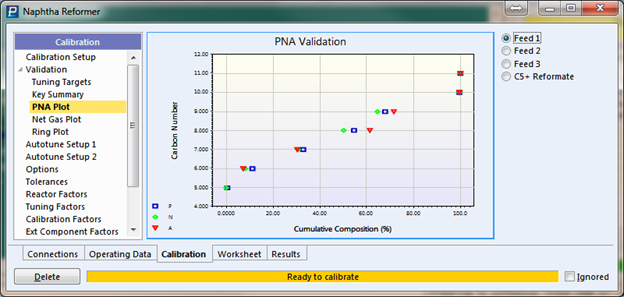 Naphtha Reformer
Calibration
Calibration Setup
Validation
Tuning Targets
Key Summary
PNA Plot
Net Gas Plot
Ring Plot
Autotune Setup 1
Autotune Setup 2
Options
Tolerances
Reactor Factors
Tuning Factors
Calibration Factors
Ext Component Factors
PNA Validation
Carbon Number
12.00
11.00
10.00
9.000
8.000
7.000
6.000
5.000
4.000
0.0000 20.00 40.00 60.00 80.00 100.0
Cumulative Composition (%)
P
N
A
Feed 1
Feed 2
Feed 3
C5+ Reformate
Connections Operating Data Calibration Worksheet Results
Delete
Ready to calibrate
Ignored